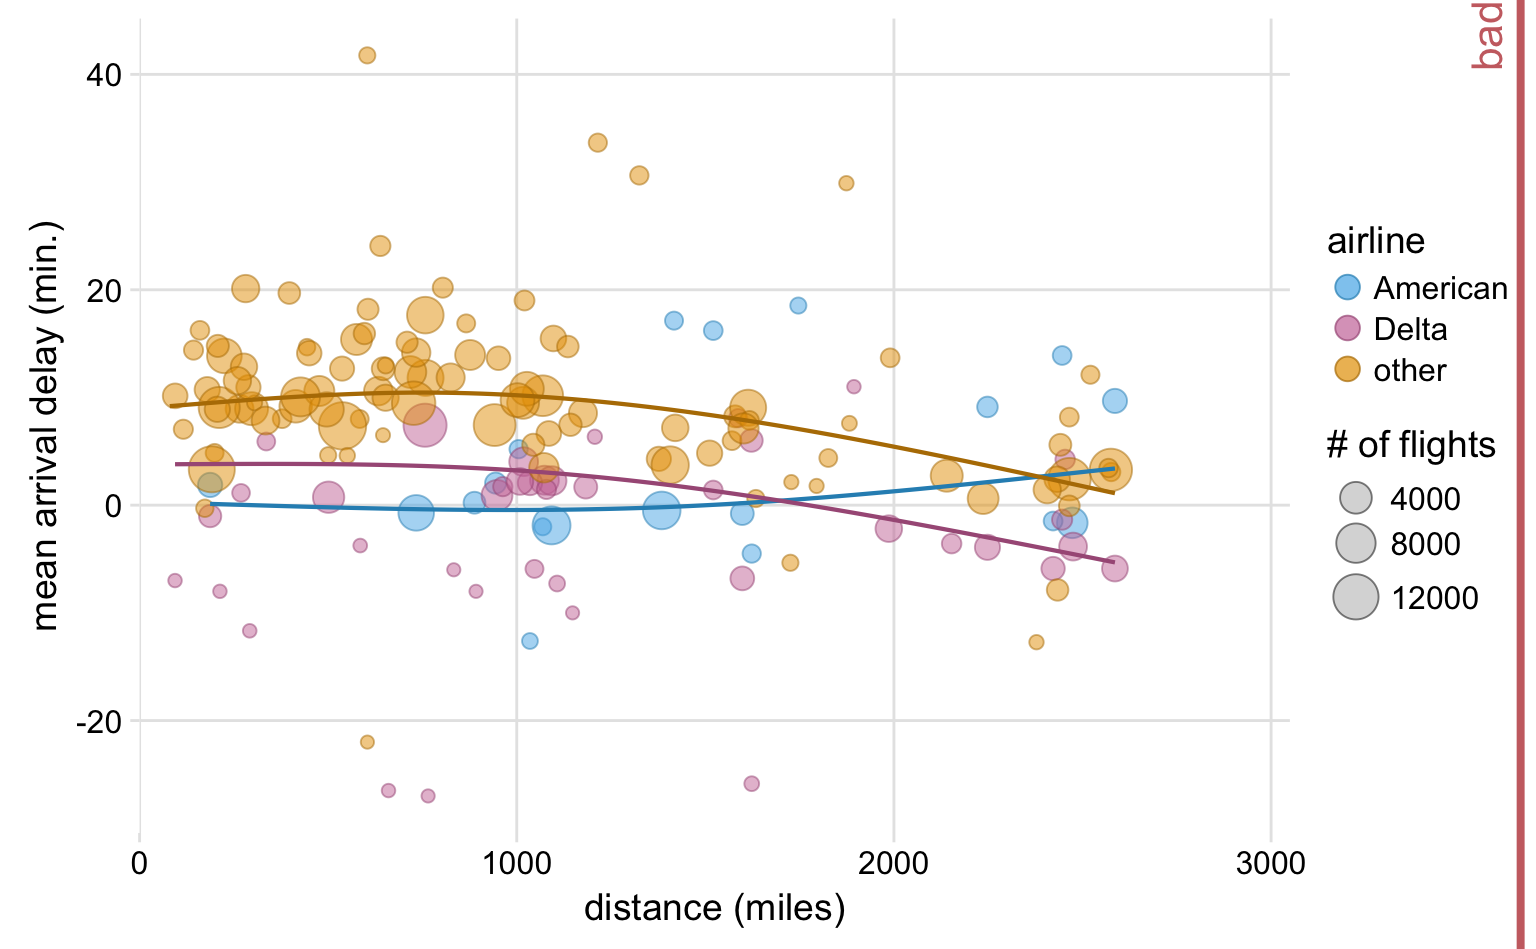 bad
40
20
0
-20
mean arrival delay (min.)
0
1000
2000
3000
distance (miles)
airline
American
Delta
other
# of flights
4000
8000
12000